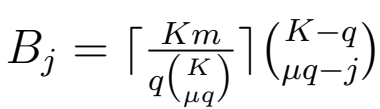 $B_j = \lceil \frac{Km}{q\binom{K}{\mu q}} \rceil \binom{K-q}{\mu q-j}$